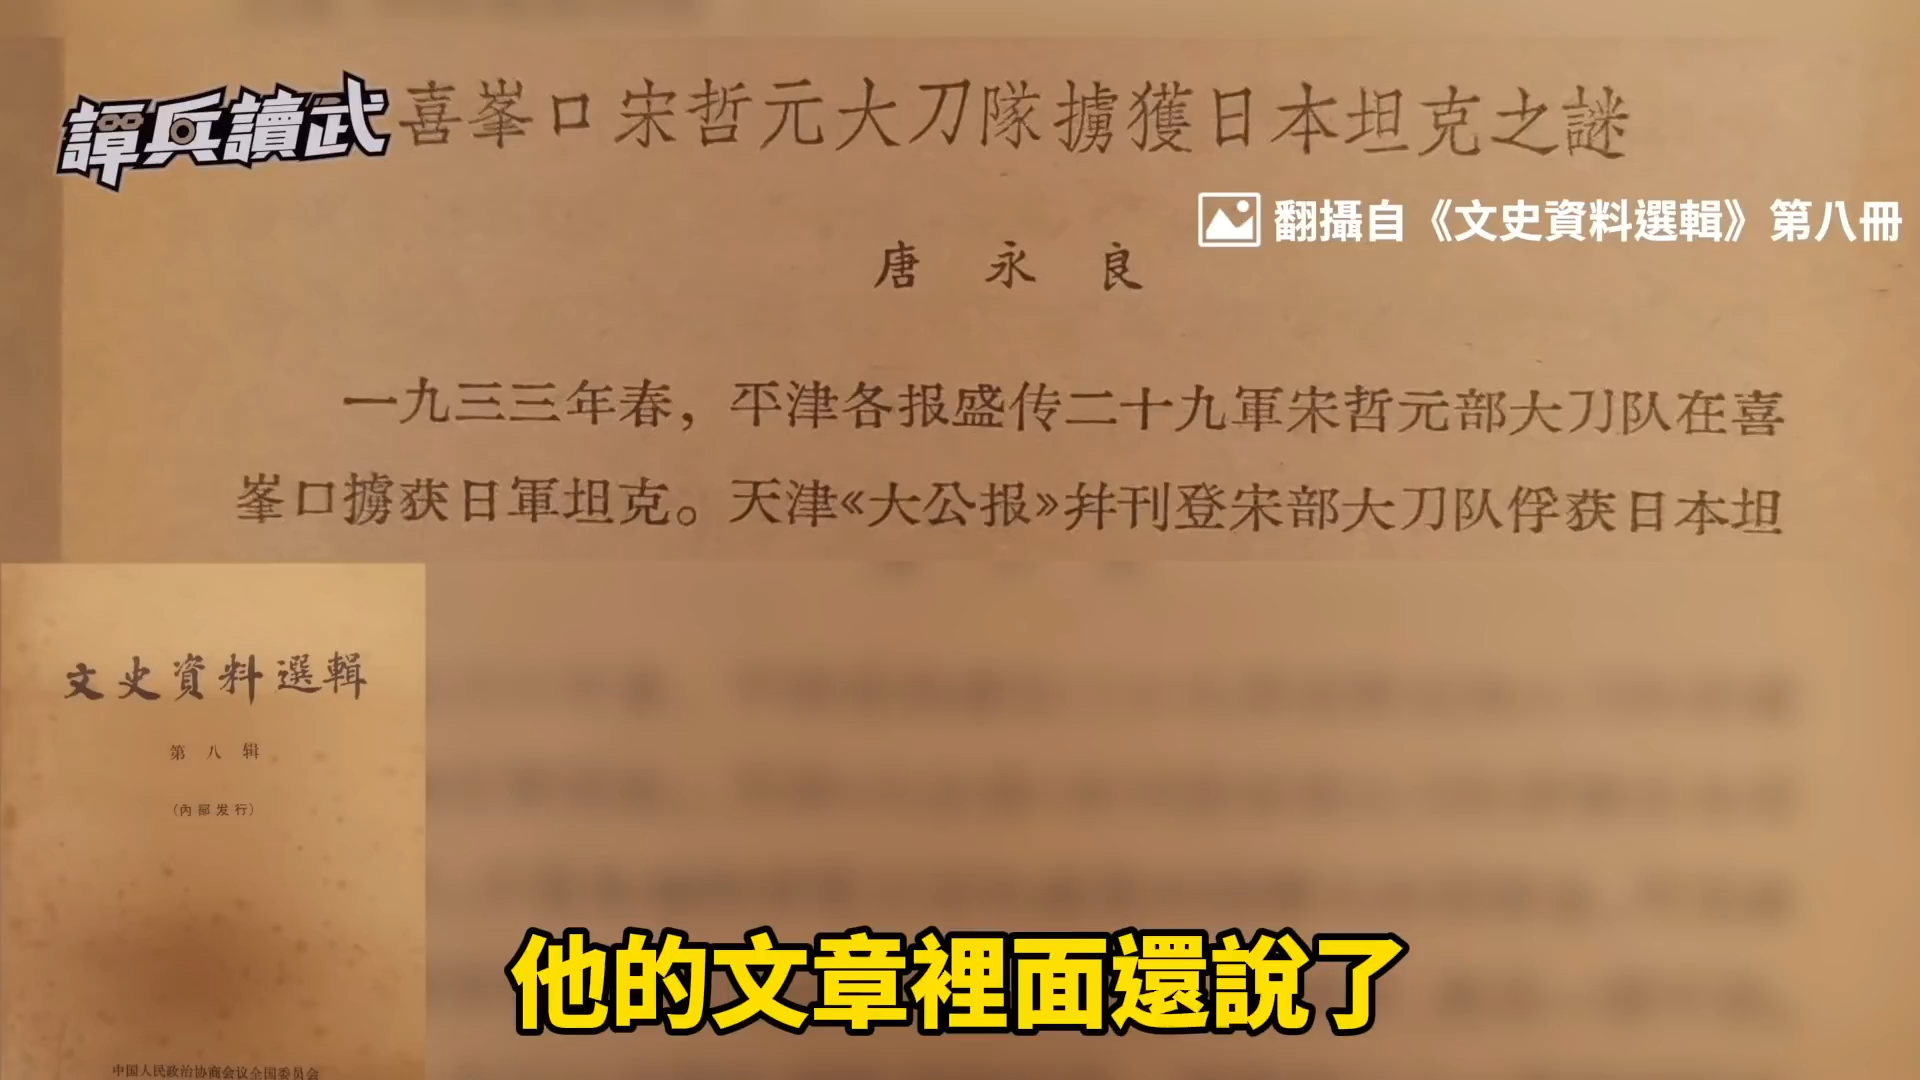 譚兵讀武
喜峯口宋哲元大刀隊擄獲日本坦克之謎
翻攝自《文史資料選輯》第八冊
唐永良
一九三三年春，平津各报盛传二十九軍宋哲元部大刀队在喜
峯口擄获日軍坦克。天津《大公报》幷刊登宋部大刀队俘获日本坦
文史資料選輯
第八辑
（內部发行）
中国人民政治协商会议全国委员会
他的文章裡面還說了